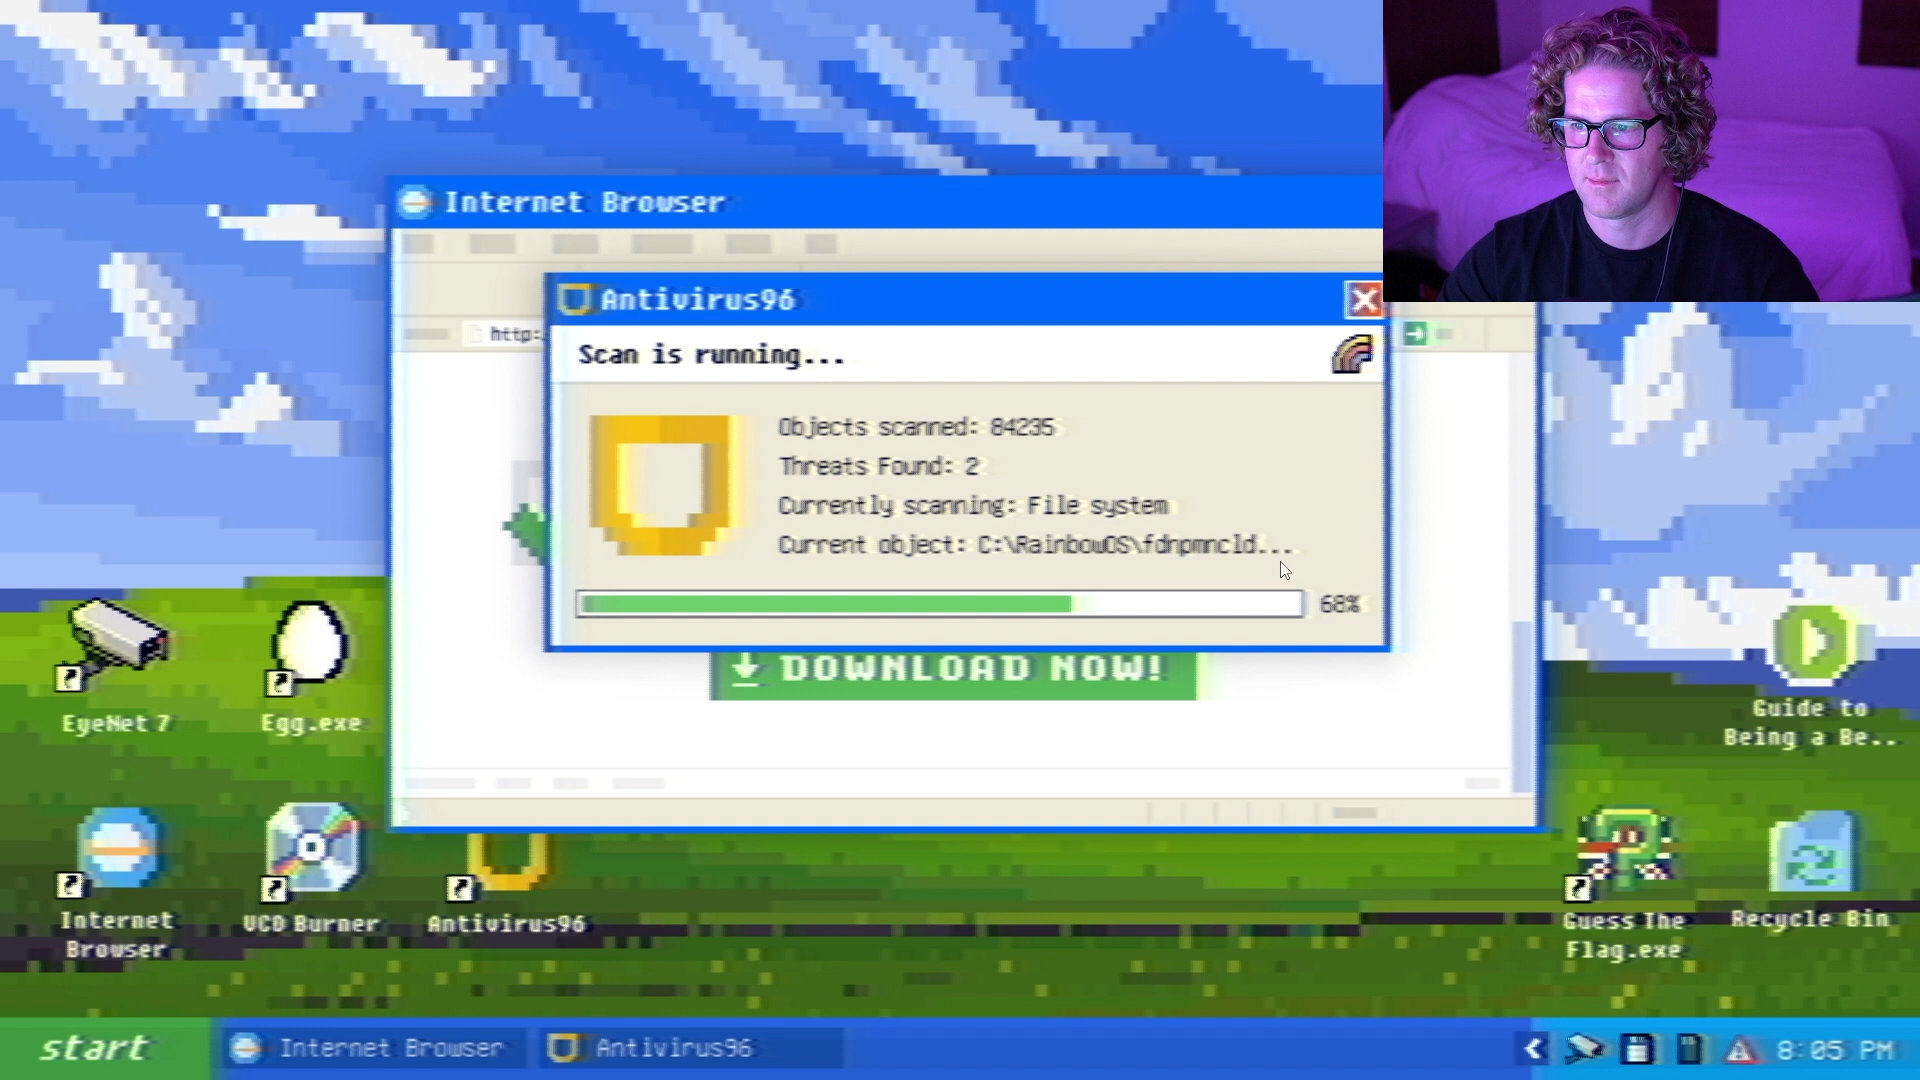 Internet Browser
Antivirus96
http:
Scan is running...
Objects scanned: 84235
Threats Found: 2
Currently scanning: File system
Current object: C:\RainbowOS\fdnpmncld...
68%
DOWNLOAD NOW!
EyeNet 7
Egg.exe
Guide to
Being a Be..
Internet
Browser
VCD Burner
Antivirus96
Guess The
Flag.exe
Recycle Bin
start
Internet Browser
Antivirus96
8:05 PM